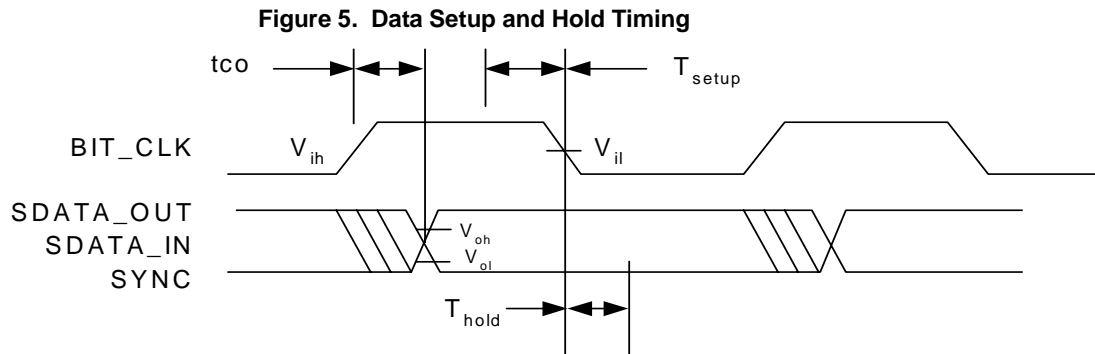 Figure 5. Data Setup and Hold Timing
tco
T setup
BIT_CLK
V ih
V il
SDATA_OUT
SDATA_IN
SYNC
V oh
V ol
T hold